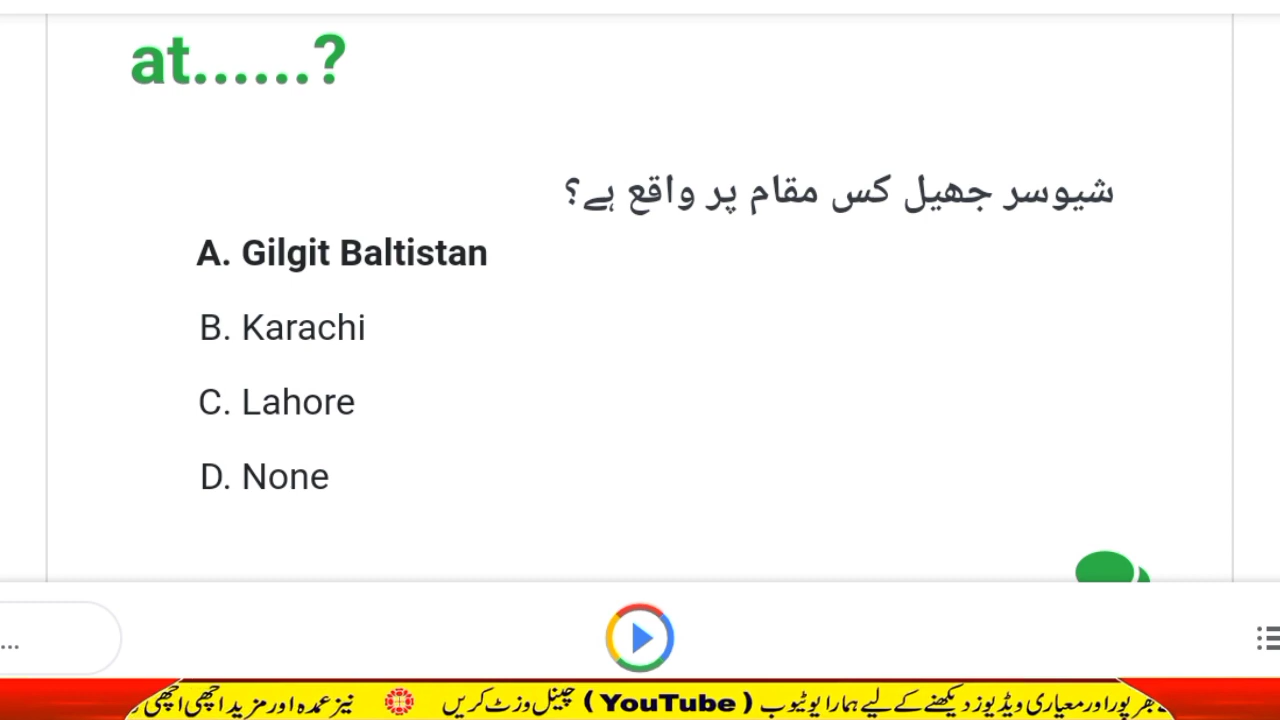 at......?
شیوسر جھیل کس مقام پر واقع ہے؟
A. Gilgit Baltistan
B. Karachi
C. Lahore
D. None
...
بھرپور اور معیاری ویڈیوز دیکھنے کے لیے ہمارا یوٹیوب ( YouTube ) چینل وزٹ کریں نیز عمدہ اور مزید اچھی اچھی